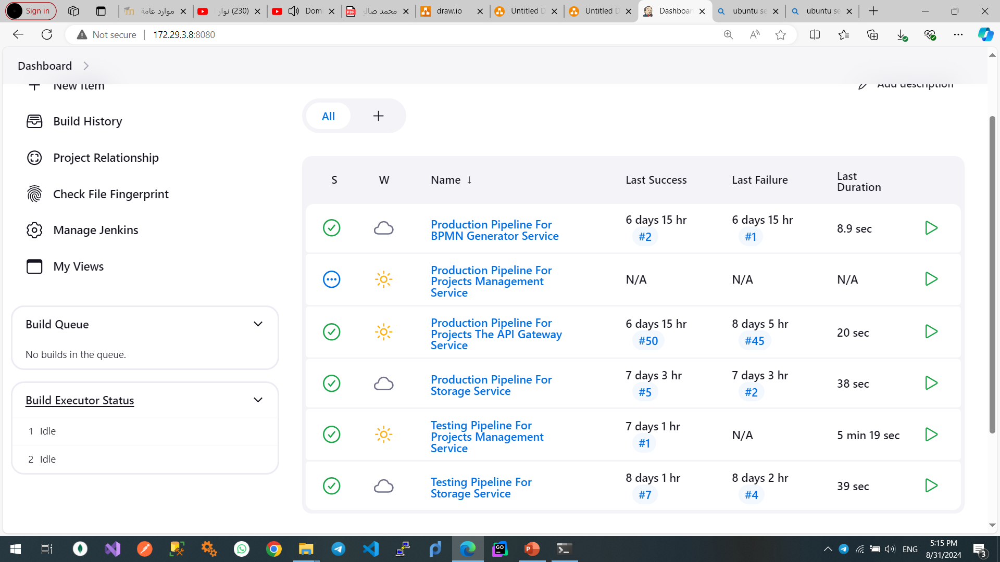 Sign in
موارد عامة
(230) نوار
Domi
محمد صالح
draw.io
Untitled D
Untitled D
Dashboar
ubuntu se
ubuntu se
Not secure
172.29.3.8:8080
Dashboard
New Item
Add description
Build History
Project Relationship
Check File Fingerprint
Manage Jenkins
My Views
Build Queue
No builds in the queue.
Build Executor Status
1 Idle
2 Idle
All
S W Name ↓ Last Success Last Failure Last
Duration
Production Pipeline For
BPMN Generator Service
6 days 15 hr
#2
6 days 15 hr
#1
8.9 sec
Production Pipeline For
Projects Management
Service
N/A
N/A
N/A
Production Pipeline For
Projects The API Gateway
Service
6 days 15 hr
#50
8 days 5 hr
#45
20 sec
Production Pipeline For
Storage Service
7 days 3 hr
#5
7 days 3 hr
#2
38 sec
Testing Pipeline For
Projects Management
Service
7 days 1 hr
#1
N/A
5 min 19 sec
Testing Pipeline For
Storage Service
8 days 1 hr
#7
8 days 2 hr
#4
39 sec
ENG
5:15 PM
8/31/2024
3